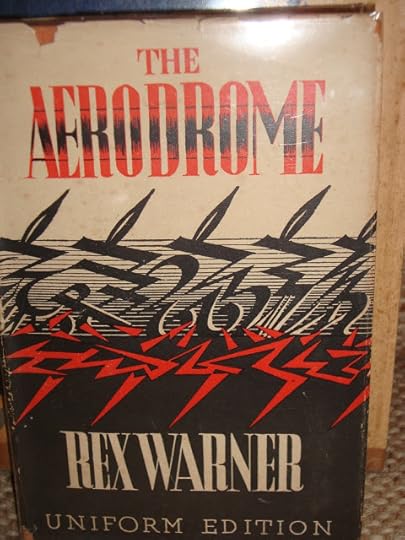 THE
AERODROME
REX WARNER
UNIFORM EDITION